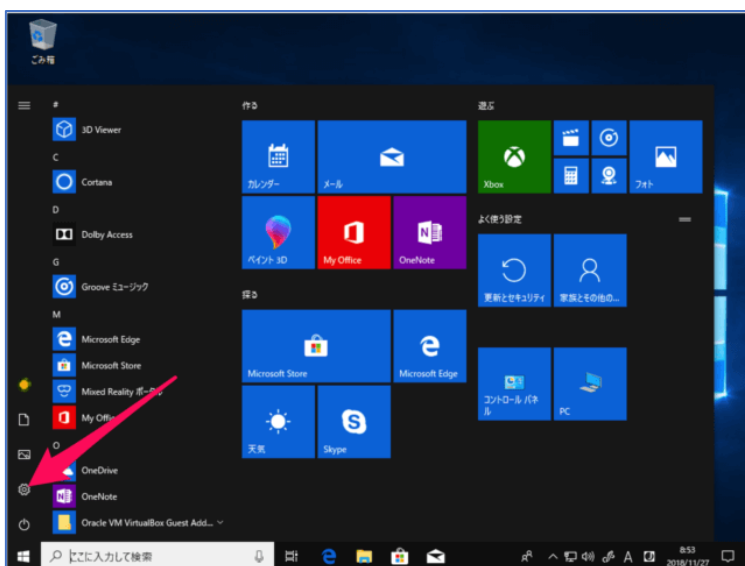 ごみ箱
#
3D Viewer
C
Cortana
D
Dolby Access
G
Groove ミュージック
M
Microsoft Edge
Microsoft Store
Mixed Reality
My Offic
O
OneDrive
OneNote
Oracle VM VirtualBox Guest Add...
作る
カレンダー
メール
ペイント 3D
My Office
OneNote
探る
Microsoft Store
Microsoft Edge
天気
Skype
遊ぶ
Xbox
フォト
よく使う設定
更新とセキュリティ
家族とその他の...
コントロール パネ
ル
PC
ここに入力して検索
A
8:53
2018/11/27